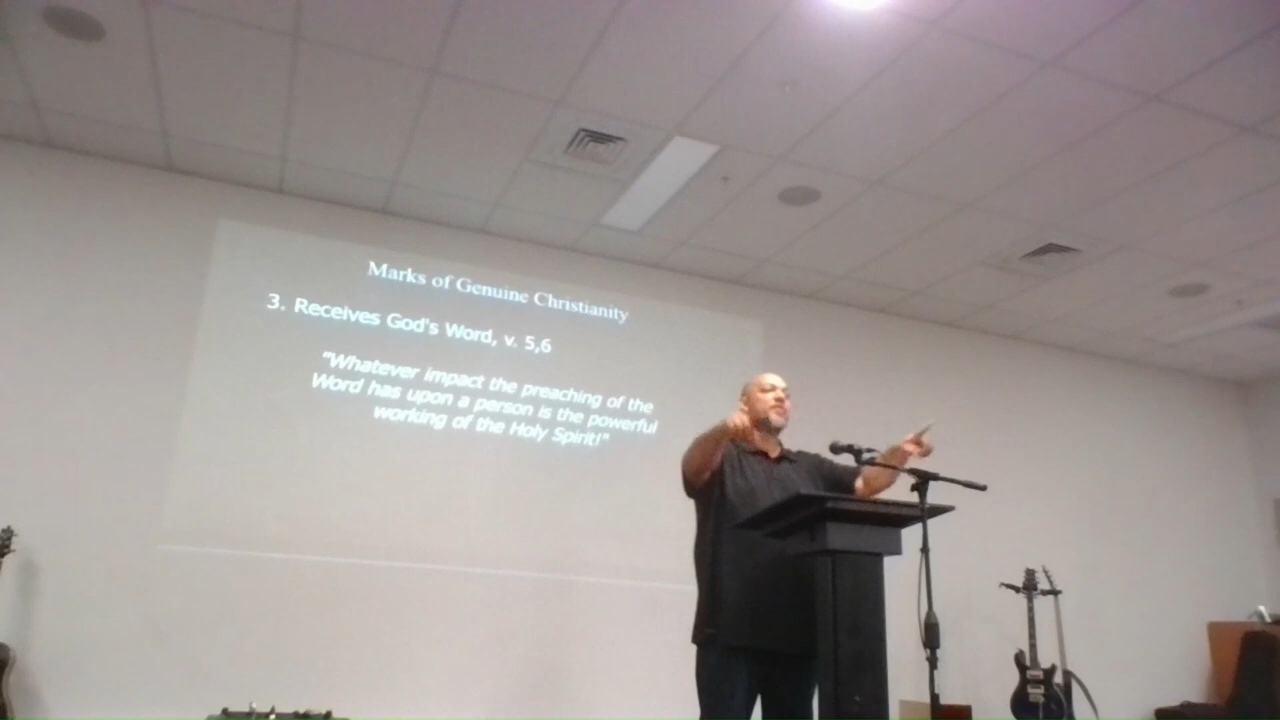 Marks of Genuine Christianity
3. Receives God's Word, v. 5,6
"Whatever impact the preaching of the
Word has upon a person is the powerful
working of the Holy Spirit!"